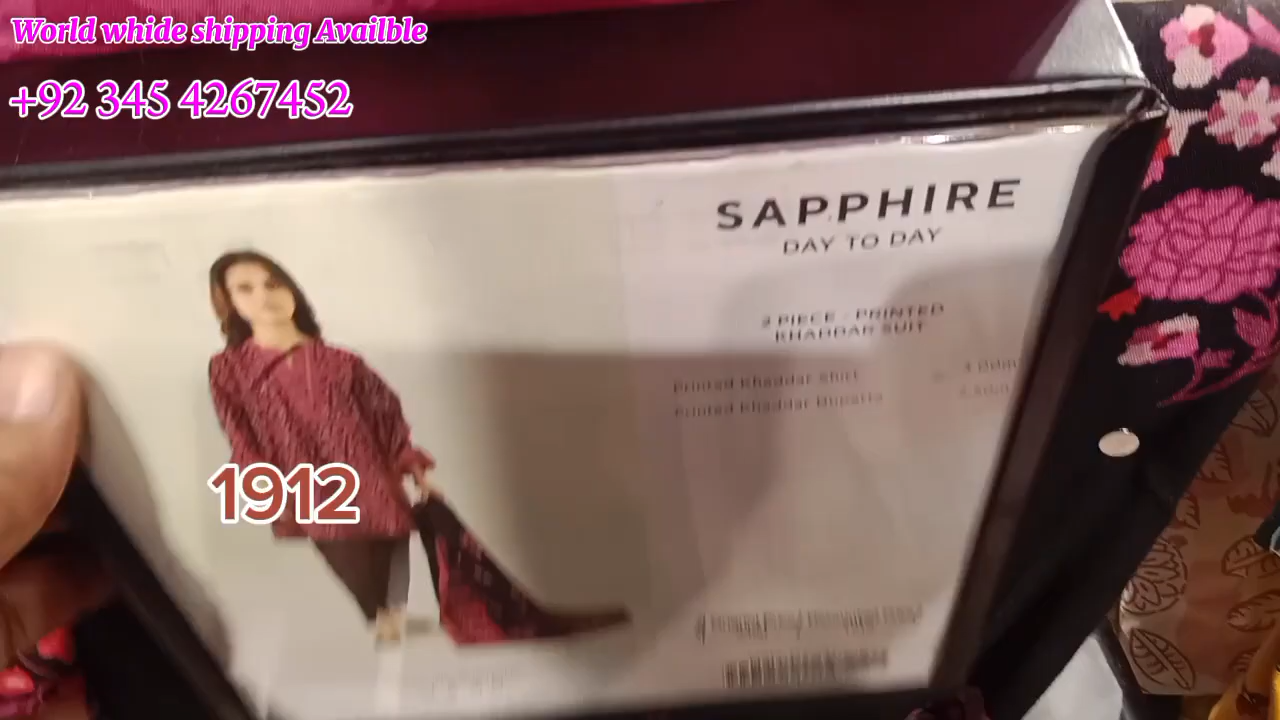 World whide shipping Availble
+92 345 4267452
SAPPHIRE
DAY TO DAY
2 PIECE - PRINTED
KHADDAR SUIT
Printed Khaddar Shirt
Printed Khaddar Dupatta
1912